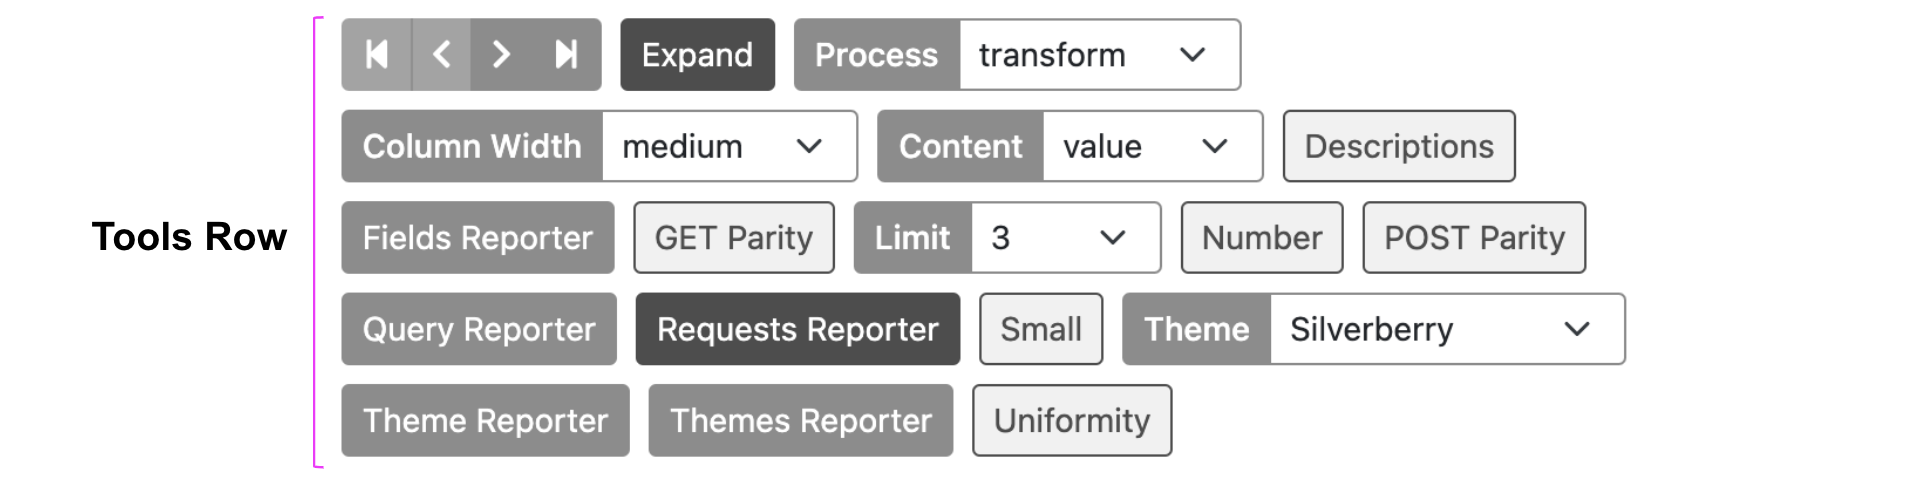 Expand Process transform
Column Width medium Content value Descriptions
Tools Row
Fields Reporter GET Parity Limit 3 Number POST Parity
Query Reporter Requests Reporter Small Theme Silverberry
Theme Reporter Themes Reporter Uniformity